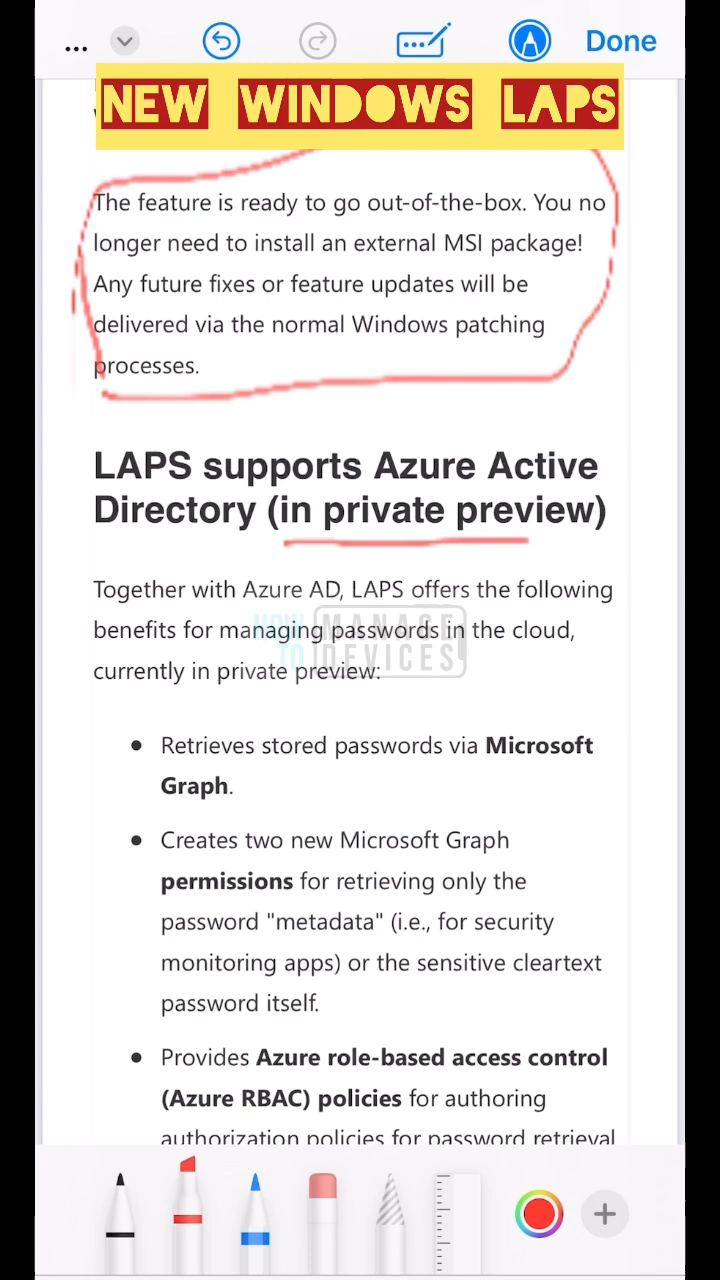 Done
NEW WINDOWS LAPS
The feature is ready to go out-of-the-box. You no
longer need to install an external MSI package!
Any future fixes or feature updates will be
delivered via the normal Windows patching
processes.
LAPS supports Azure Active
Directory (in private preview)
Together with Azure AD, LAPS offers the following
benefits for managing passwords in the cloud,
currently in private preview:
HOW TO MANAGE DEVICES
• Retrieves stored passwords via Microsoft
Graph.
• Creates two new Microsoft Graph
permissions for retrieving only the
password "metadata" (i.e., for security
monitoring apps) or the sensitive cleartext
password itself.
• Provides Azure role-based access control
(Azure RBAC) policies for authoring
authorization policies for password retrieval